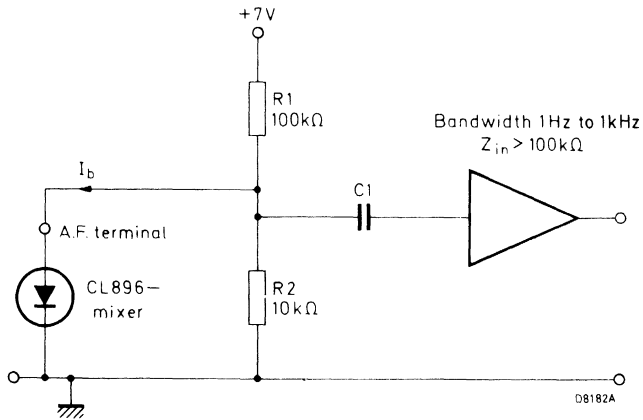 +7V
R1
100kΩ
Bandwidth 1Hz to 1kHz
Zin > 100kΩ
Ib
C1
A.F. terminal
CL896–
mixer
R2
10kΩ
D8182A